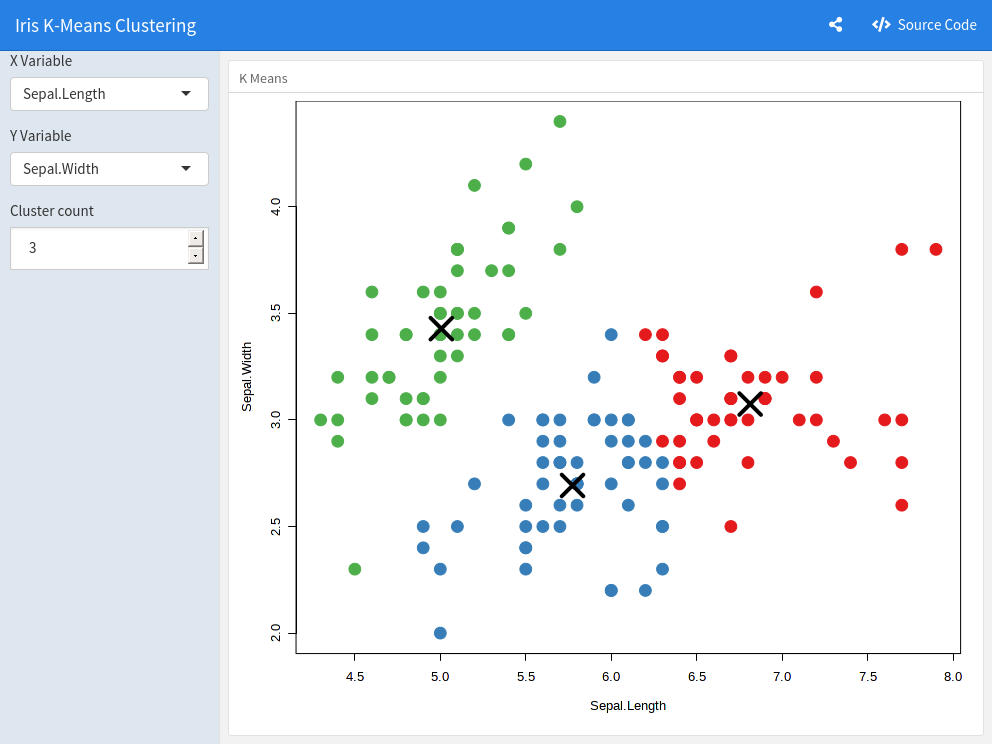 Iris K-Means Clustering
Source Code
X Variable
Sepal.Length
Y Variable
Sepal.Width
Cluster count
3
K Means
4.0
3.5
3.0
2.5
2.0
Sepal.Width
4.5 5.0 5.5 6.0 6.5 7.0 7.5 8.0
Sepal.Length